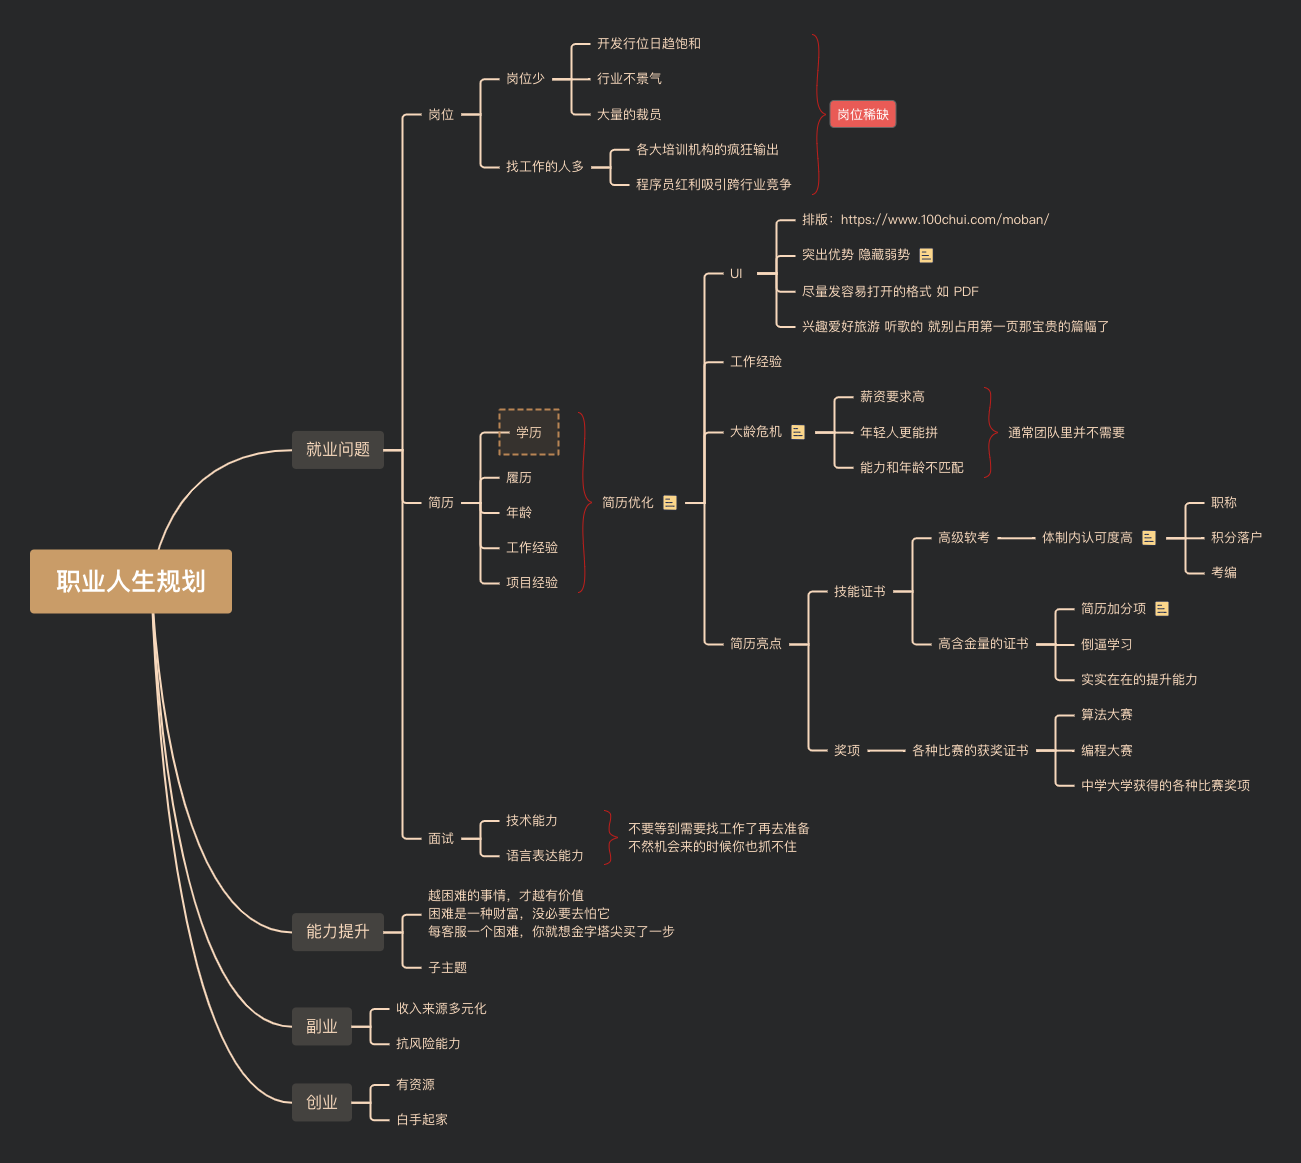 职业人生规划
就业问题
岗位
岗位少
开发行位日趋饱和
行业不景气
大量的裁员
找工作的人多
各大培训机构的疯狂输出
程序员红利吸引跨行业竞争
岗位稀缺
简历
学历
履历
年龄
工作经验
项目经验
简历优化
UI
排版：https://www.100chui.com/moban/
突出优势 隐藏弱势
尽量发容易打开的格式 如 PDF
兴趣爱好旅游 听歌的 就别占用第一页那宝贵的篇幅了
工作经验
大龄危机
薪资要求高
年轻人更能拼
能力和年龄不匹配
通常团队里并不需要
简历亮点
技能证书
高级软考
体制内认可度高
职称
积分落户
考编
高含金量的证书
简历加分项
倒逼学习
实实在在的提升能力
奖项
各种比赛的获奖证书
算法大赛
编程大赛
中学大学获得的各种比赛奖项
面试
技术能力
语言表达能力
不要等到需要找工作了再去准备
不然机会来的时候你也抓不住
能力提升
越困难的事情，才越有价值
困难是一种财富，没必要去怕它
每客服一个困难，你就想金字塔尖买了一步
子主题
副业
收入来源多元化
抗风险能力
创业
有资源
白手起家